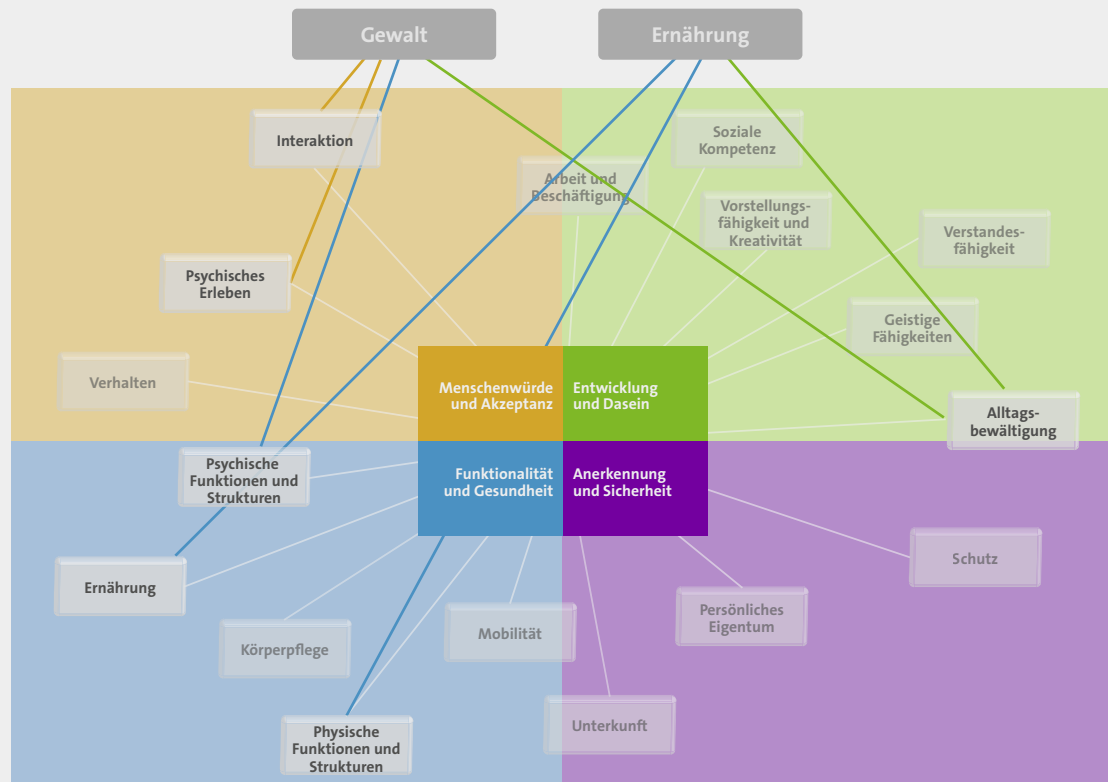 Gewalt
Ernährung
Interaktion
Soziale
Kompetenz
Arbeit und
Beschäftigung
Vorstellungs-
fähigkeit und
Kreativität
Verstandes-
fähigkeit
Psychisches
Erleben
Geistige
Fähigkeiten
Verhalten
Menschenwürde
und Akzeptanz
Entwicklung
und Dasein
Alltags-
bewältigung
Psychische
Funktionen und
Strukturen
Funktionalität
und Gesundheit
Anerkennung
und Sicherheit
Ernährung
Schutz
Körperpflege
Mobilität
Persönliches
Eigentum
Physische
Funktionen und
Strukturen
Unterkunft